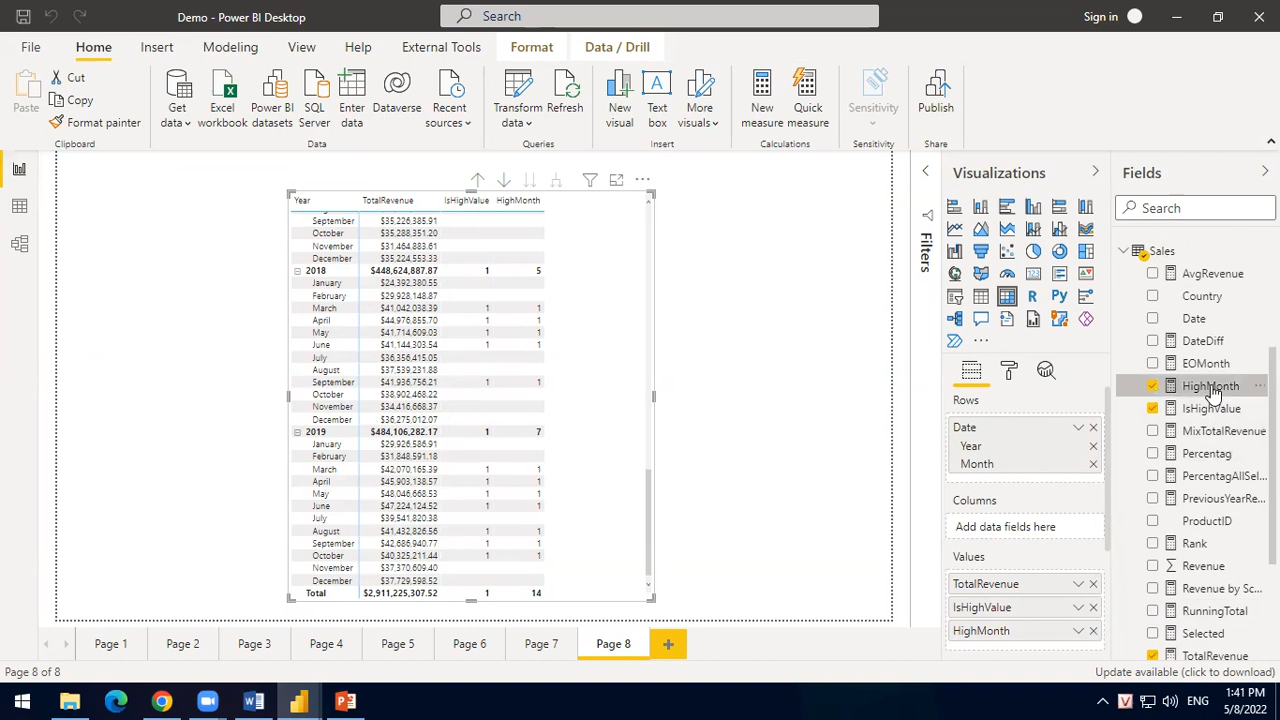 Demo - Power BI Desktop
Search
Sign in
File
Home
Insert
Modeling
View
Help
External Tools
Format
Data / Drill
Paste
Cut
Copy
Format painter
Clipboard
Get data
Excel workbook
Power BI datasets
SQL Server
Enter data
Dataverse
Recent sources
Data
Transform data
Refresh
Queries
New visual
Text box
More visuals
Insert
New measure
Quick measure
Calculations
Sensitivity
Sensitivity
Publish
Share
Year TotalRevenue IsHighValue HighMonth
September $35,226,385.91
October $35,288,351.20
November $31,464,883.61
December $35,224,553.33
2018 $448,624,887.87 1 5
January $24,392,380.55
February $29,928,148.87
March $41,042,038.39 1 1
April $44,976,855.70 1 1
May $41,714,609.03 1 1
June $41,144,303.54 1 1
July $36,356,415.05
August $37,539,231.88
September $41,936,756.21 1 1
October $38,902,468.22
November $34,416,668.37
December $36,275,012.07
2019 $484,106,282.17 1 7
January $29,926,586.91
February $31,848,591.18
March $42,070,165.39 1 1
April $45,903,138.57 1 1
May $48,046,668.53 1 1
June $47,224,124.52 1 1
July $39,541,820.38
August $41,432,826.56 1 1
September $42,686,940.77 1 1
October $40,325,211.44 1 1
November $37,370,609.40
December $37,729,598.52
Total $2,911,225,307.52 1 14
Filters
Visualizations
Rows
Date
Year
Month
Columns
Add data fields here
Values
TotalRevenue
IsHighValue
HighMonth
Fields
Search
Sales
AvgRevenue
Country
Date
DateDiff
EOMonth
HighMonth
IsHighValue
MixTotalRevenue
Percentag
PercentagAllSel...
PreviousYearRe...
ProductID
Rank
Revenue
Revenue by Sc...
RunningTotal
Selected
TotalRevenue
Page 1
Page 2
Page 3
Page 4
Page 5
Page 6
Page 7
Page 8
Page 8 of 8
Update available (click to download)
ENG
1:41 PM
5/8/2022